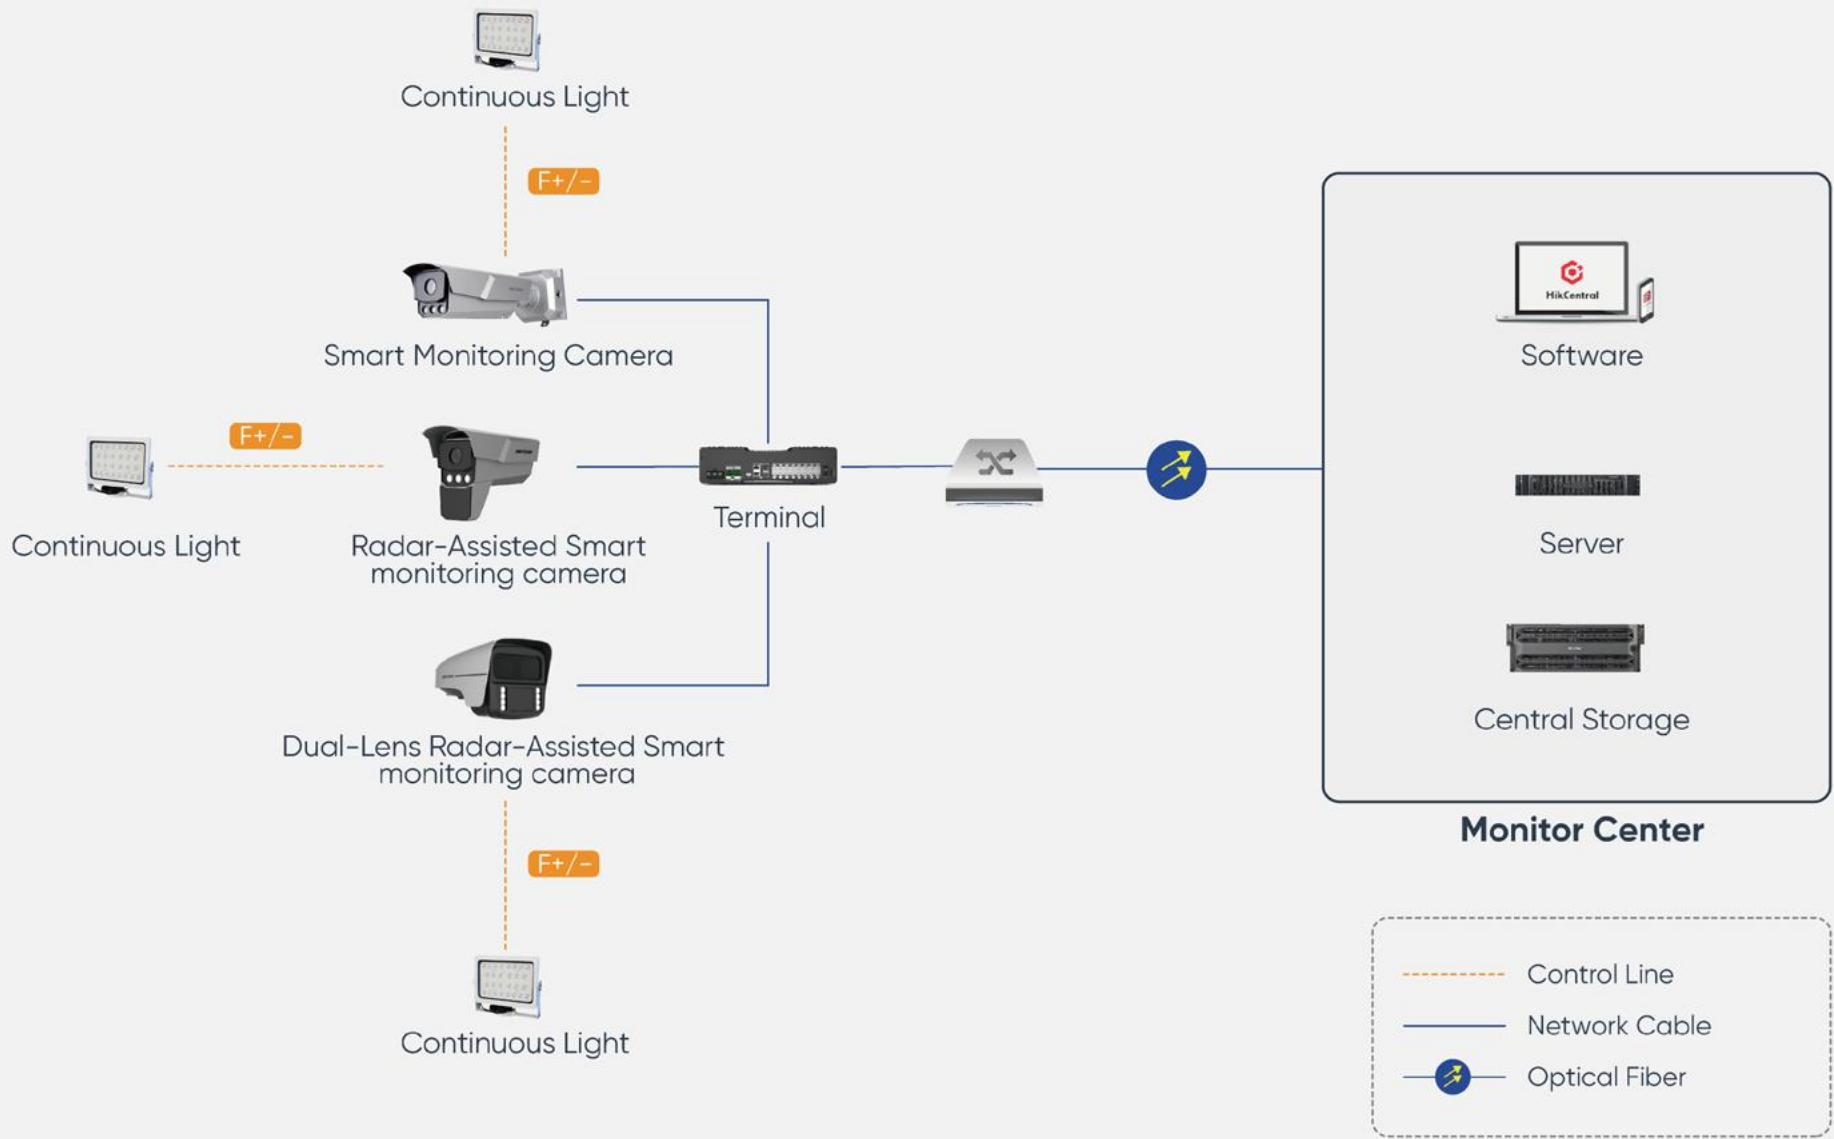 Continuous Light
F+/-
Smart Monitoring Camera
F+/-
Continuous Light
Radar-Assisted Smart
monitoring camera
Terminal
Dual-Lens Radar-Assisted Smart
monitoring camera
F+/-
Continuous Light
HikCentral
Software
Server
Central Storage
Monitor Center
Control Line
Network Cable
Optical Fiber